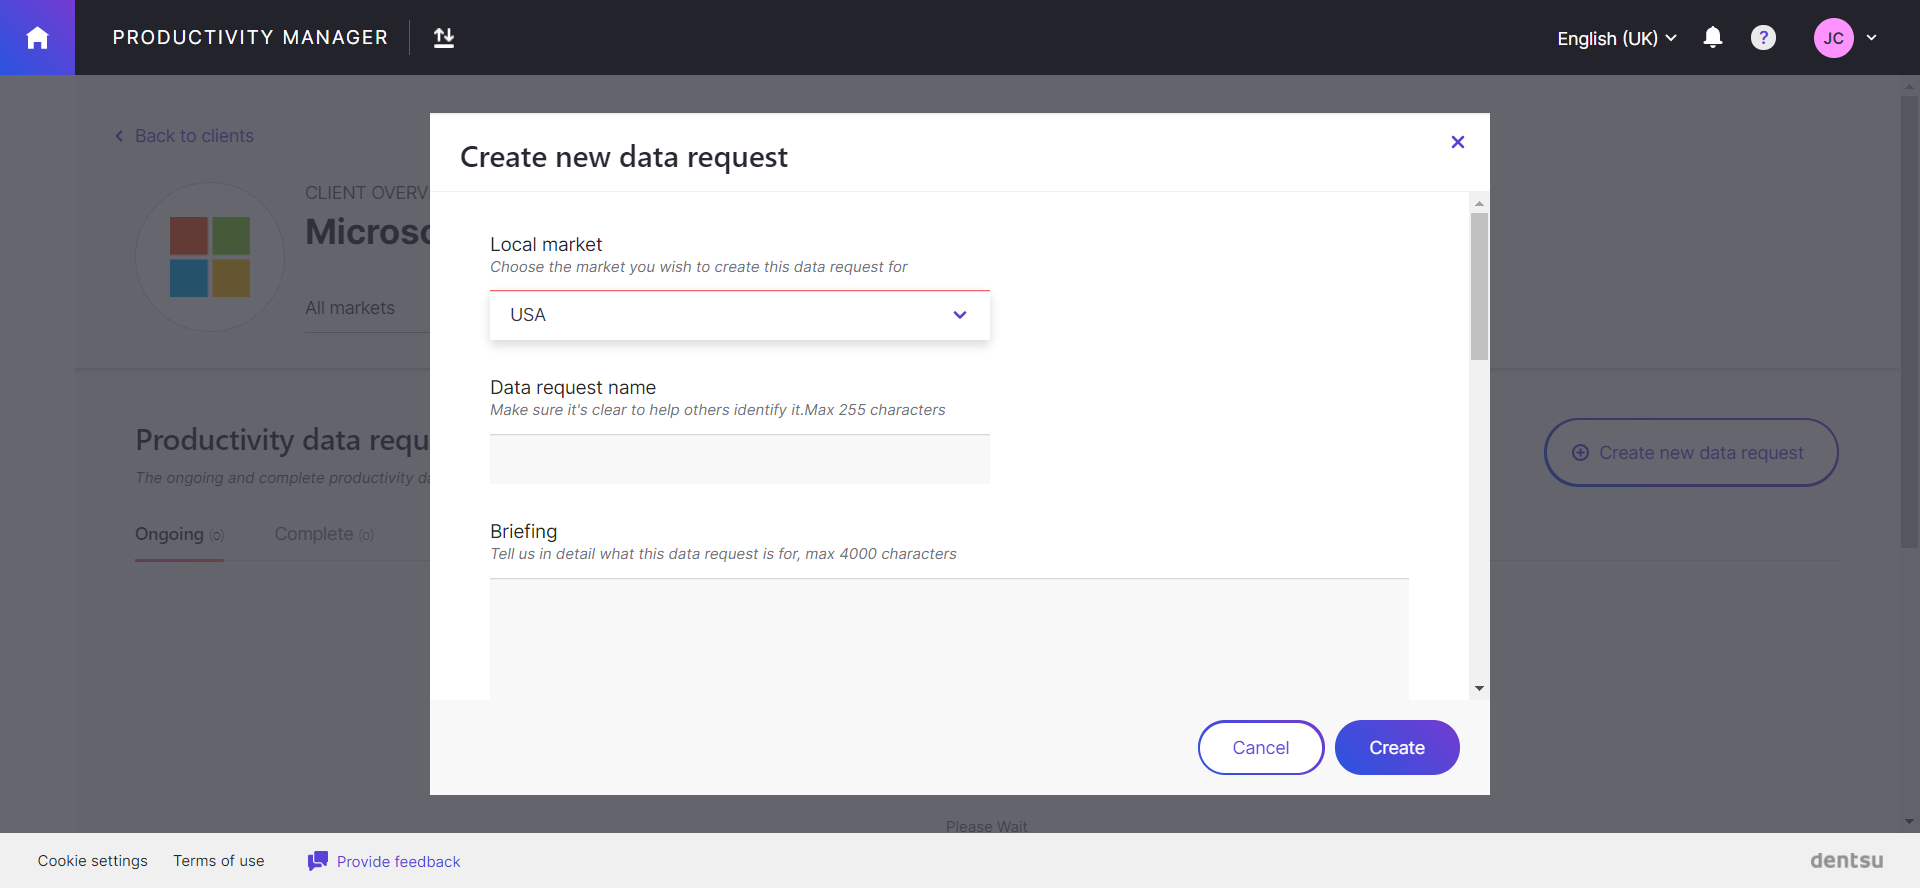 PRODUCTIVITY MANAGER
English (UK)
?
JC
Back to clients
CLIENT OVERV
Microso
All markets
Productivity data requ
The ongoing and complete productivity da
Ongoing (0)
Complete (0)
Create new data request
Create new data request
Local market
Choose the market you wish to create this data request for
USA
Data request name
Make sure it's clear to help others identify it.Max 255 characters
Briefing
Tell us in detail what this data request is for, max 4000 characters
Cancel
Create
Please Wait
Cookie settings
Terms of use
Provide feedback
dentsu